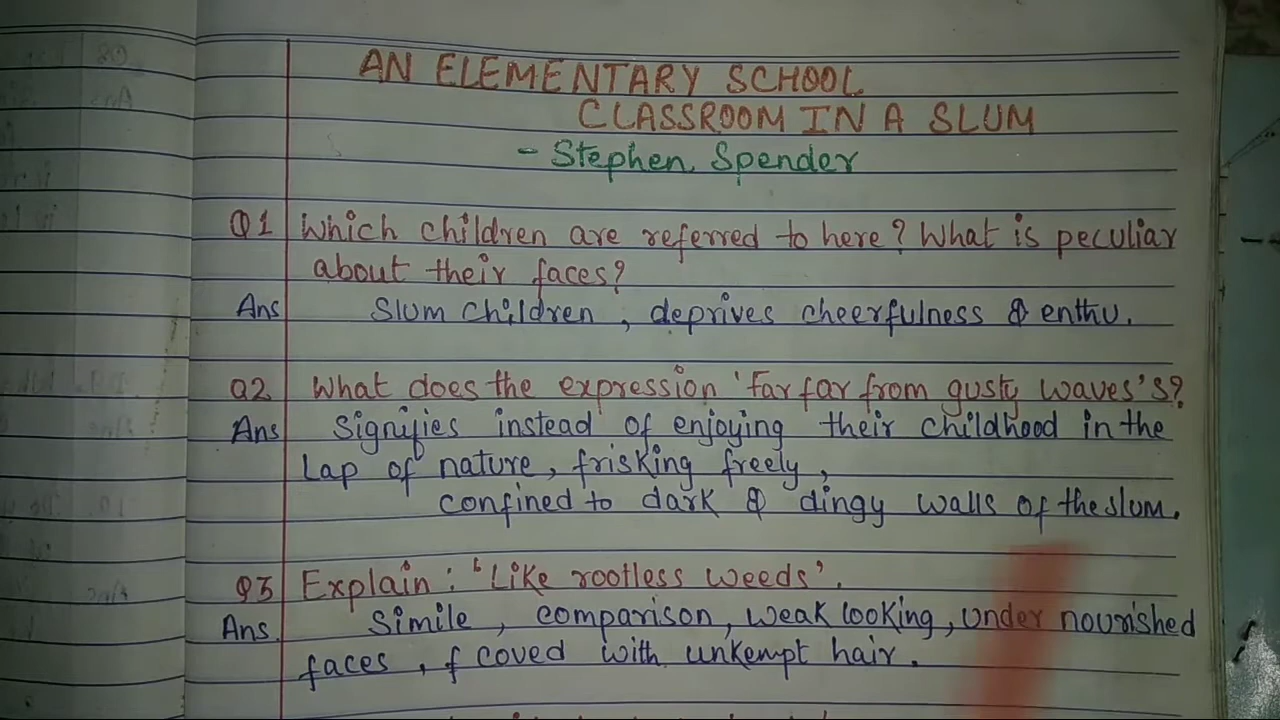 AN ELEMENTARY SCHOOL
CLASSROOM IN A SLUM
- Stephen Spender
Q1 Which children are referred to here? What is peculiar
about their faces?
Ans Slum children, deprives cheerfulness & enthu.
Q2 What does the expression 'far far from gusty waves's?
Ans Signifies instead of enjoying their childhood in the
Lap of nature, frisking freely,
confined to dark & dingy walls of the slum.
Q3 Explain: 'Like rootless weeds'.
Ans. Simile, comparison, weak looking, under nourished
faces, f coved with unkempt hair.